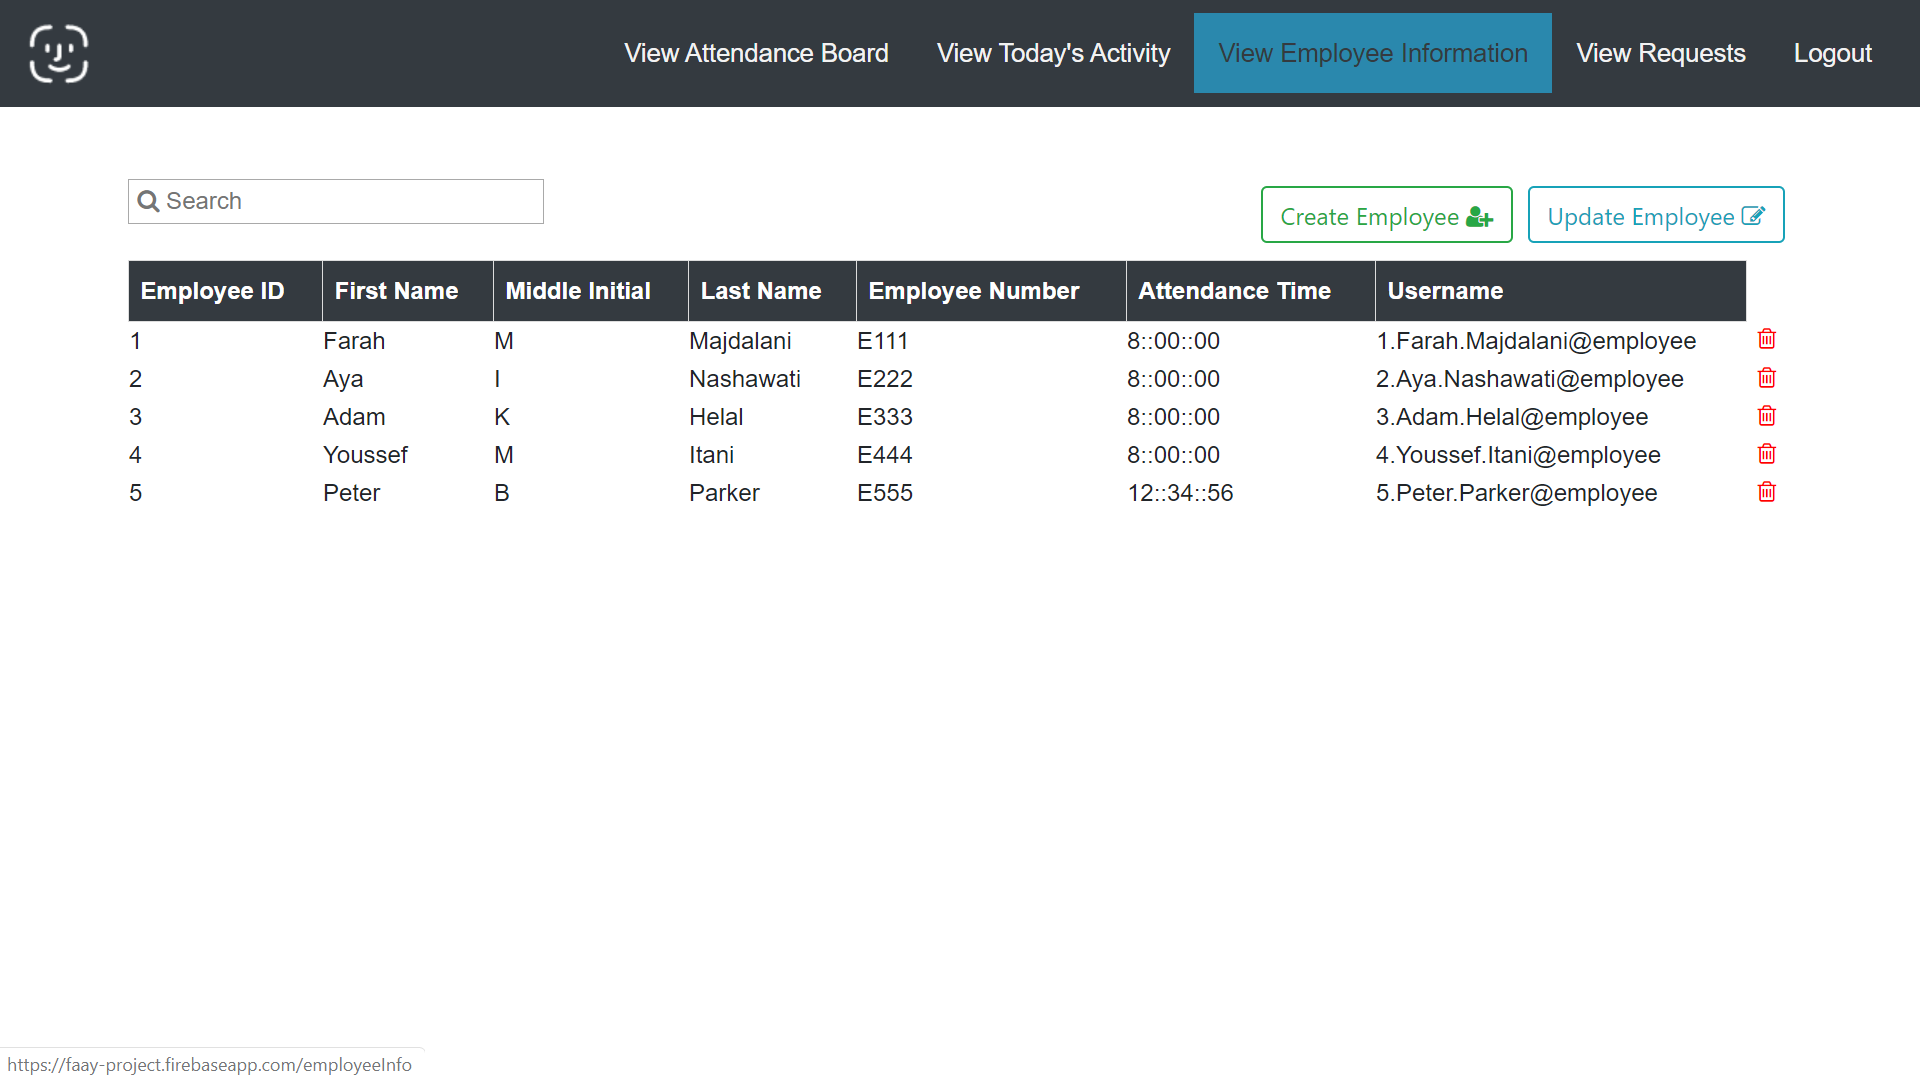 View Attendance Board View Today's Activity View Employee Information View Requests Logout
Search
Create Employee Update Employee
Employee ID First Name Middle Initial Last Name Employee Number Attendance Time Username
1 Farah M Majdalani E111 8::00::00 1.Farah.Majdalani@employee
2 Aya I Nashawati E222 8::00::00 2.Aya.Nashawati@employee
3 Adam K Helal E333 8::00::00 3.Adam.Helal@employee
4 Youssef M Itani E444 8::00::00 4.Youssef.Itani@employee
5 Peter B Parker E555 12::34::56 5.Peter.Parker@employee
https://faay-project.firebaseapp.com/employeeInfo